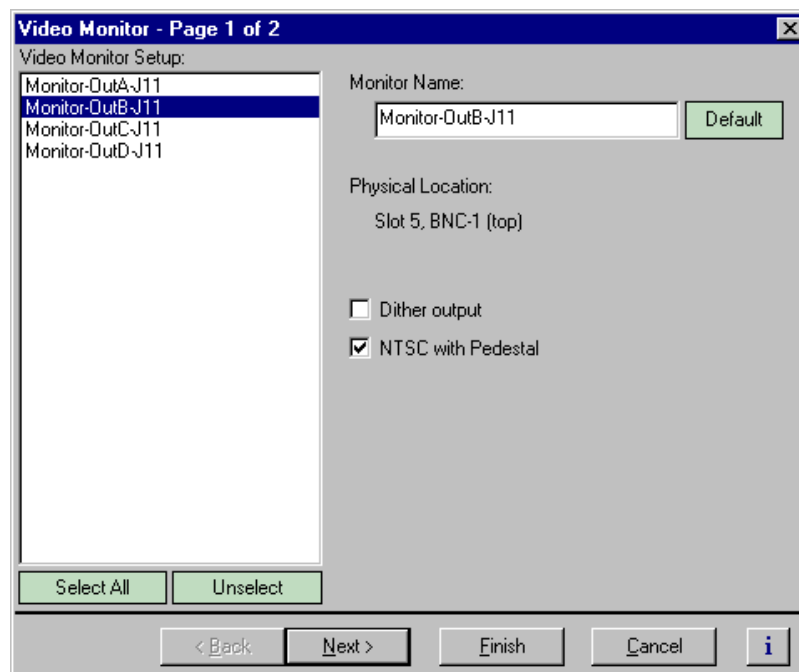 Video Monitor - Page 1 of 2
Video Monitor Setup:
Monitor-OutA-J11
Monitor-OutB-J11
Monitor-OutC-J11
Monitor-OutD-J11
Select All
Unselect
Monitor Name:
Monitor-OutB-J11
Default
Physical Location:
Slot 5, BNC-1 (top)
Dither output
NTSC with Pedestal
< Back
Next >
Finish
Cancel
i